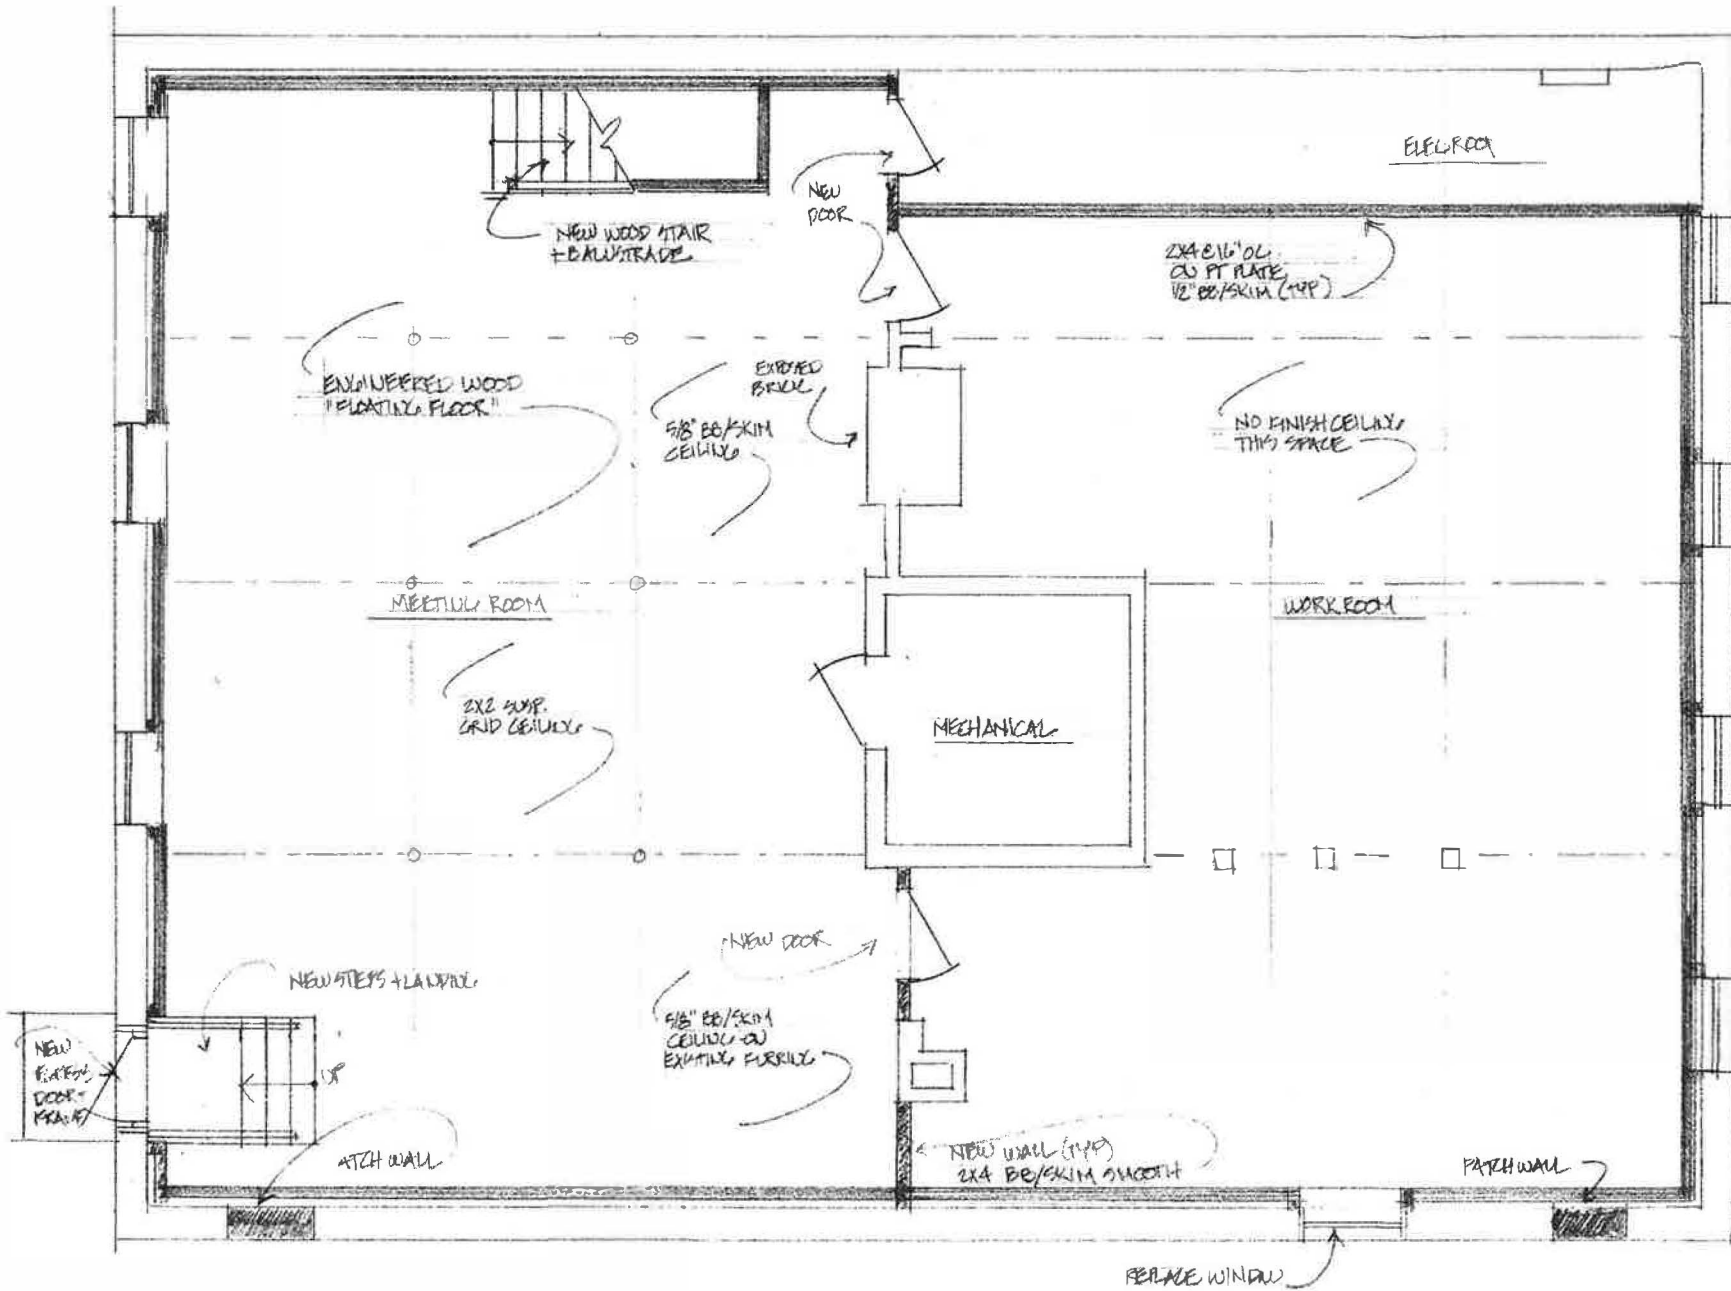 ELEC. ROOM
NEW
DOOR
NEW WOOD STAIR
+ BALUSTRADE
2X4 @ 16" OC
ON PT PLATE
1/2" BB/SKIM (TYP)
ENGINEERED WOOD
"FLOATING FLOOR"
EXPOSED
BRICK
5/8" BB/SKIM
CEILING
NO FINISH CEILING
THIS SPACE
MEETING ROOM
WORK ROOM
2X2 SUSP.
GRID CEILING
MECHANICAL
NEW DOOR
NEW STEPS + LANDING
5/8" BB/SKIM
CEILING ON
EXISTING FURRING
NEW
EGRESS
DOOR +
FRAME
UP
ATCH WALL
NEW WALL (TYP)
2X4 BB/SKIM SMOOTH
PATCH WALL
REPLACE WINDOW